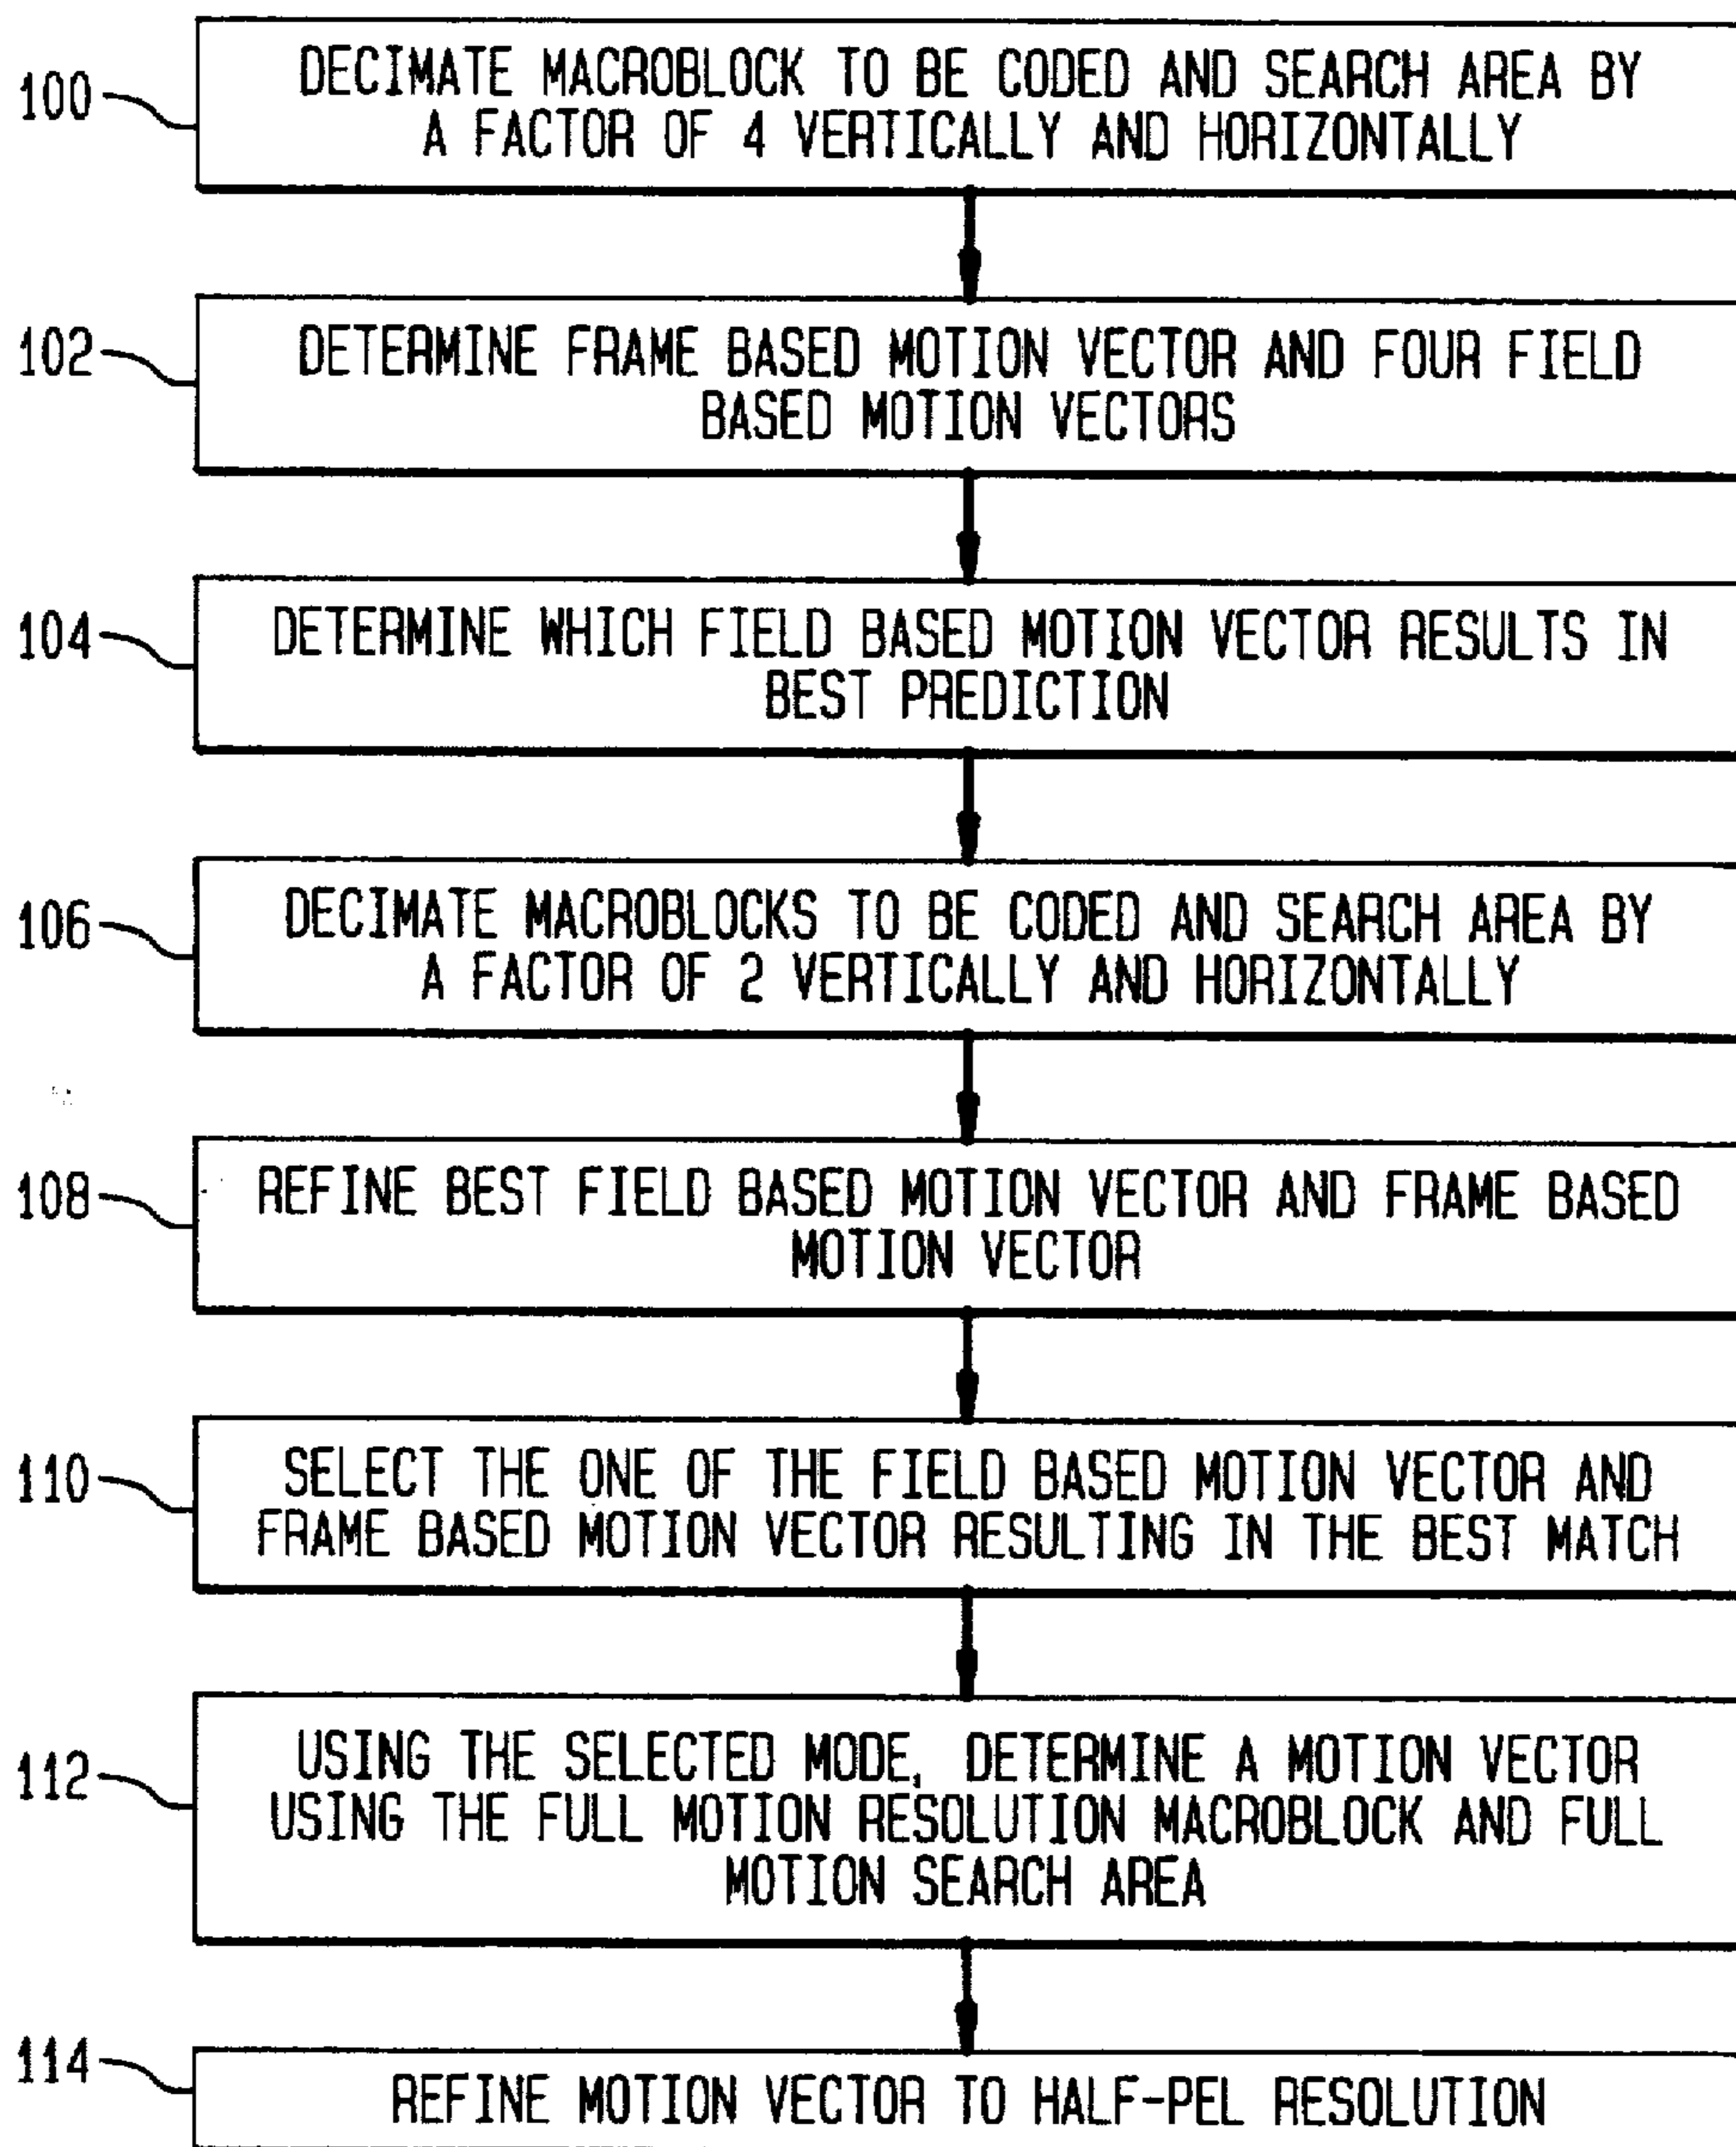 100
DECIMATE MACROBLOCK TO BE CODED AND SEARCH AREA BY
A FACTOR OF 4 VERTICALLY AND HORIZONTALLY
102
DETERMINE FRAME BASED MOTION VECTOR AND FOUR FIELD
BASED MOTION VECTORS
104
DETERMINE WHICH FIELD BASED MOTION VECTOR RESULTS IN
BEST PREDICTION
106
DECIMATE MACROBLOCKS TO BE CODED AND SEARCH AREA BY
A FACTOR OF 2 VERTICALLY AND HORIZONTALLY
108
REFINE BEST FIELD BASED MOTION VECTOR AND FRAME BASED
MOTION VECTOR
110
SELECT THE ONE OF THE FIELD BASED MOTION VECTOR AND
FRAME BASED MOTION VECTOR RESULTING IN THE BEST MATCH
112
USING THE SELECTED MODE, DETERMINE A MOTION VECTOR
USING THE FULL MOTION RESOLUTION MACROBLOCK AND FULL
MOTION SEARCH AREA
114
REFINE MOTION VECTOR TO HALF-PEL RESOLUTION